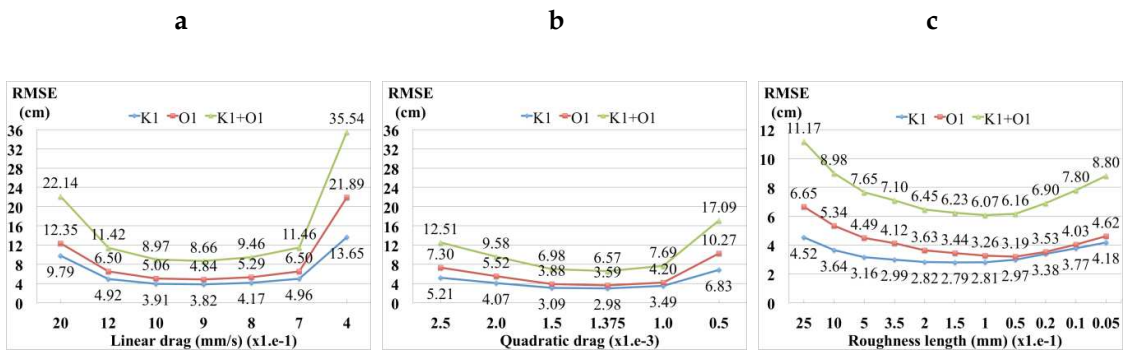 a
b
c
RMSE
(cm)
K1 O1 K1+O1
36
32
28
24
20
16
12
8
4
0
22.14 11.42 8.97 8.66 9.46 11.46 35.54
12.35 6.50 5.06 4.84 5.29 6.50 21.89
9.79 4.92 3.91 3.82 4.17 4.96 13.65
20 12 10 9 8 7 4
Linear drag (mm/s) (x1.e-1)
RMSE
(cm)
K1 O1 K1+O1
36
32
28
24
20
16
12
8
4
0
12.51 9.58 6.98 6.57 7.69 17.09
7.30 5.52 3.88 3.59 4.20 10.27
5.21 4.07 3.09 2.98 3.49 6.83
2.5 2.0 1.5 1.375 1.0 0.5
Quadratic drag (x1.e-3)
RMSE
(cm)
K1 O1 K1+O1
12
10
8
6
4
2
0
11.17 8.98 7.65 7.10 6.45 6.23 6.07 6.16 6.90 7.80 8.80
6.65 5.34 4.49 4.12 3.63 3.44 3.26 3.19 3.53 4.03 4.62
4.52 3.64 3.16 2.99 2.82 2.79 2.81 2.97 3.38 3.77 4.18
25 10 5 3.5 2 1.5 1 0.5 0.2 0.1 0.05
Roughness length (mm) (x1.e-1)